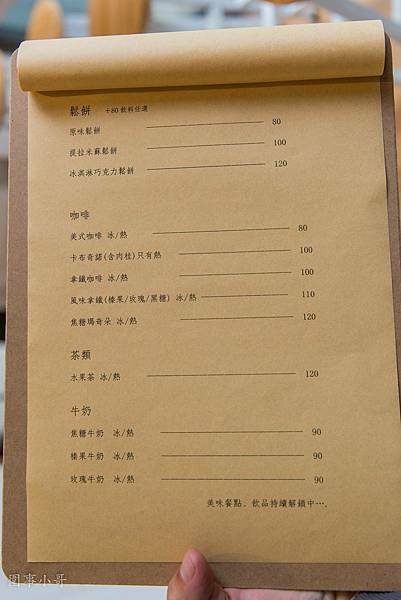 鬆餅 +80飲料任選
原味鬆餅 80
提拉米蘇鬆餅 100
冰淇淋巧克力鬆餅 120
咖啡
美式咖啡 冰/熱 80
卡布奇諾(含肉桂)只有熱 100
拿鐵咖啡 冰/熱 100
風味拿鐵(榛果/玫瑰/黑糖) 冰/熱 110
焦糖瑪奇朵 冰/熱 120
茶類
水果茶 冰/熱 120
牛奶
焦糖牛奶 冰/熱 90
榛果牛奶 冰/熱 90
玫瑰牛奶 冰/熱 90
美味餐點、飲品持續解鎖中….
圍事小哥